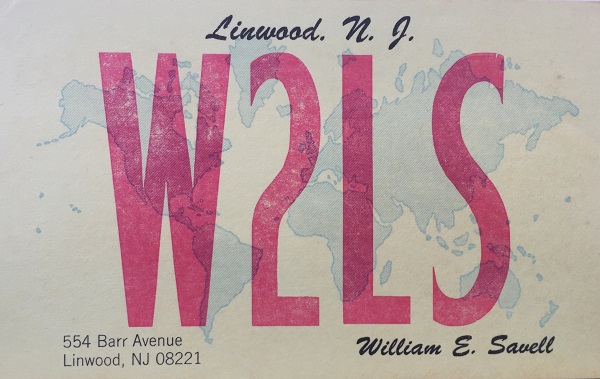 Linwood. N. J.
W2LS
554 Barr Avenue
Linwood, NJ 08221
William E. Savell